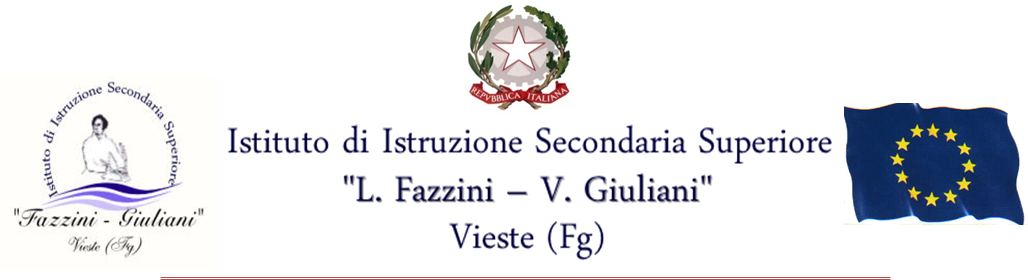 REPVBBLICA ITALIANA
Istituto di Istruzione Secondaria Superiore
"Fazzini - Giuliani"
Vieste (Fg)
Istituto di Istruzione Secondaria Superiore
"L. Fazzini – V. Giuliani"
Vieste (Fg)